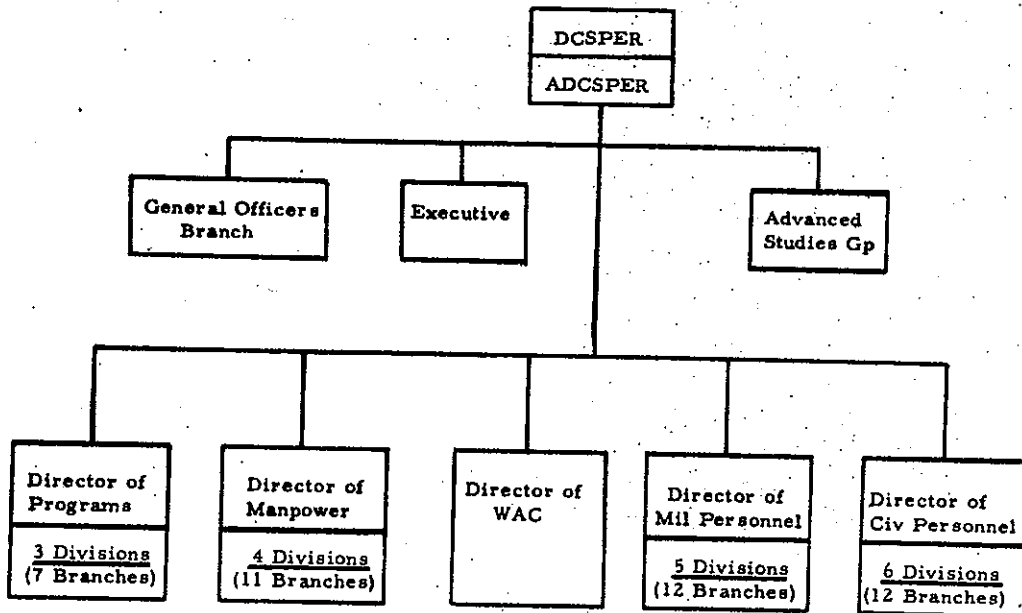 DCSPER
ADCSPER
General Officers
Branch
Executive
Advanced
Studies Gp
Director of
Programs
3 Divisions
(7 Branches)
Director of
Manpower
4 Divisions
(11 Branches)
Director of
WAC
Director of
Mil Personnel
5 Divisions
(12 Branches)
Director of
Civ Personnel
6 Divisions
(12 Branches)